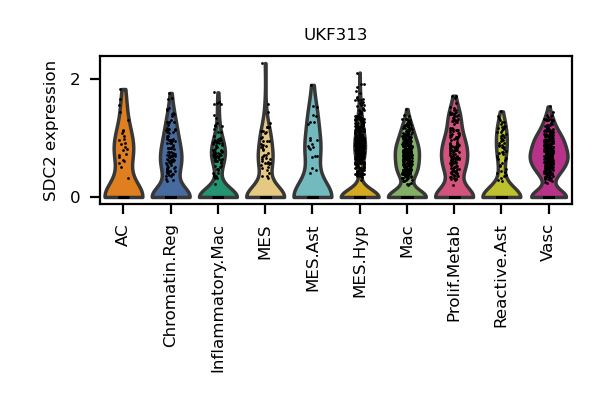 UKF313
SDC2 expression
2
0
AC
Chromatin.Reg
Inflammatory.Mac
MES
MES.Ast
MES.Hyp
Mac
Prolif.Metab
Reactive.Ast
Vasc